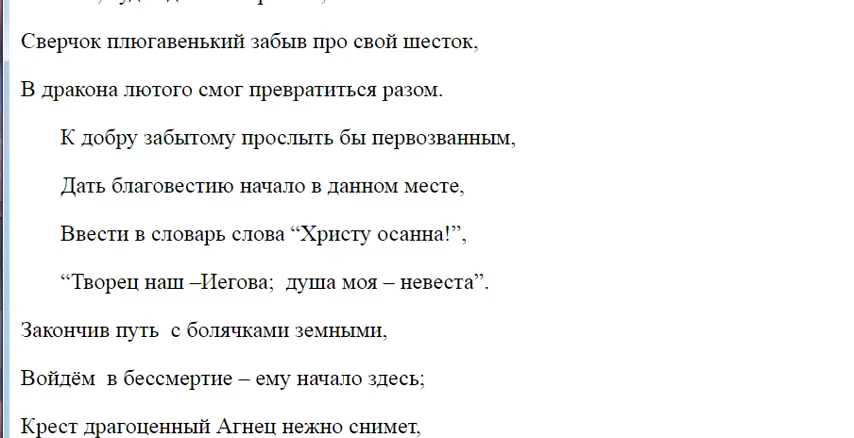 Сверчок плюгавенький забыв про свой шесток,
В дракона лютого смог превратиться разом.
К добру забытому прослыть бы первозванным,
Дать благовестию начало в данном месте,
Ввести в словарь слова “Христу осанна!”,
“Творец наш –Иегова;  душа моя – невеста”.
Закончив путь  с болячками земными,
Войдём  в бессмертие – ему начало здесь;
Крест драгоценный Агнец нежно снимет,